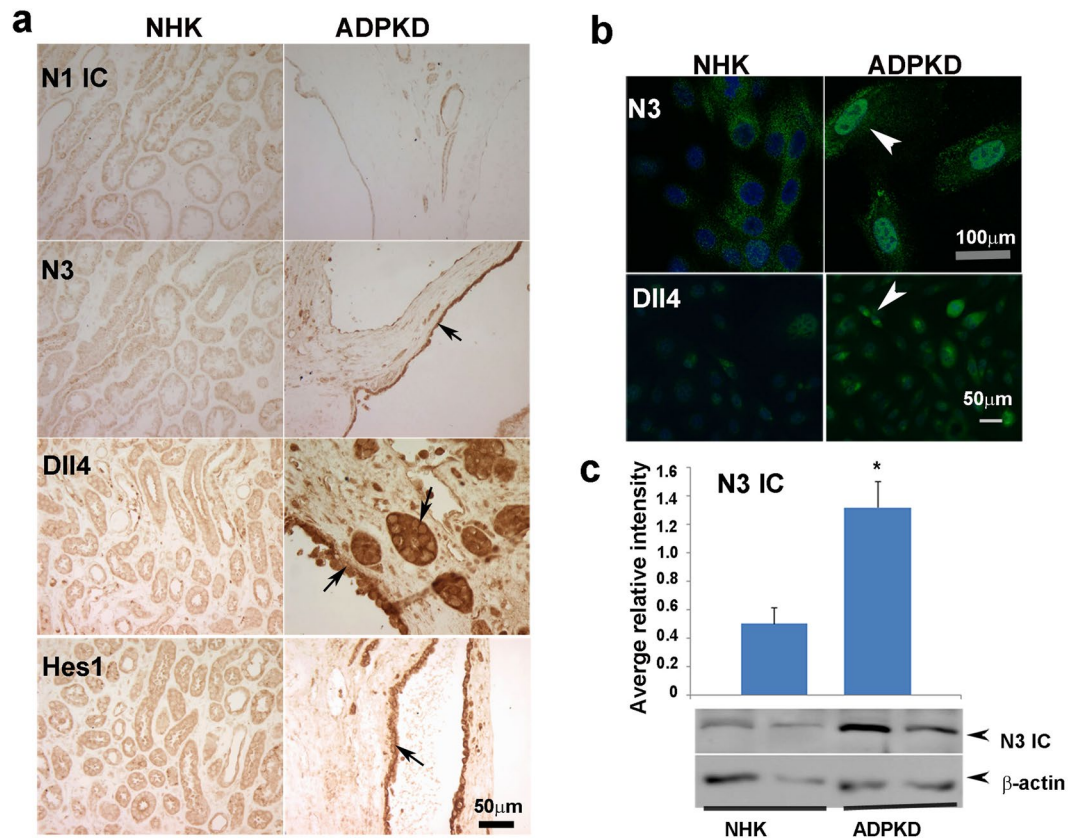 a
NHK ADPKD
N1 IC
N3
Dll4
Hes1
50μm
b
NHK ADPKD
N3
100μm
Dll4
50μm
c
N3 IC
*
Averge relative intensity
1.6
1.4
1.2
1.0
0.8
0.6
0.4
0.2
0
N3 IC
β-actin
NHK ADPKD